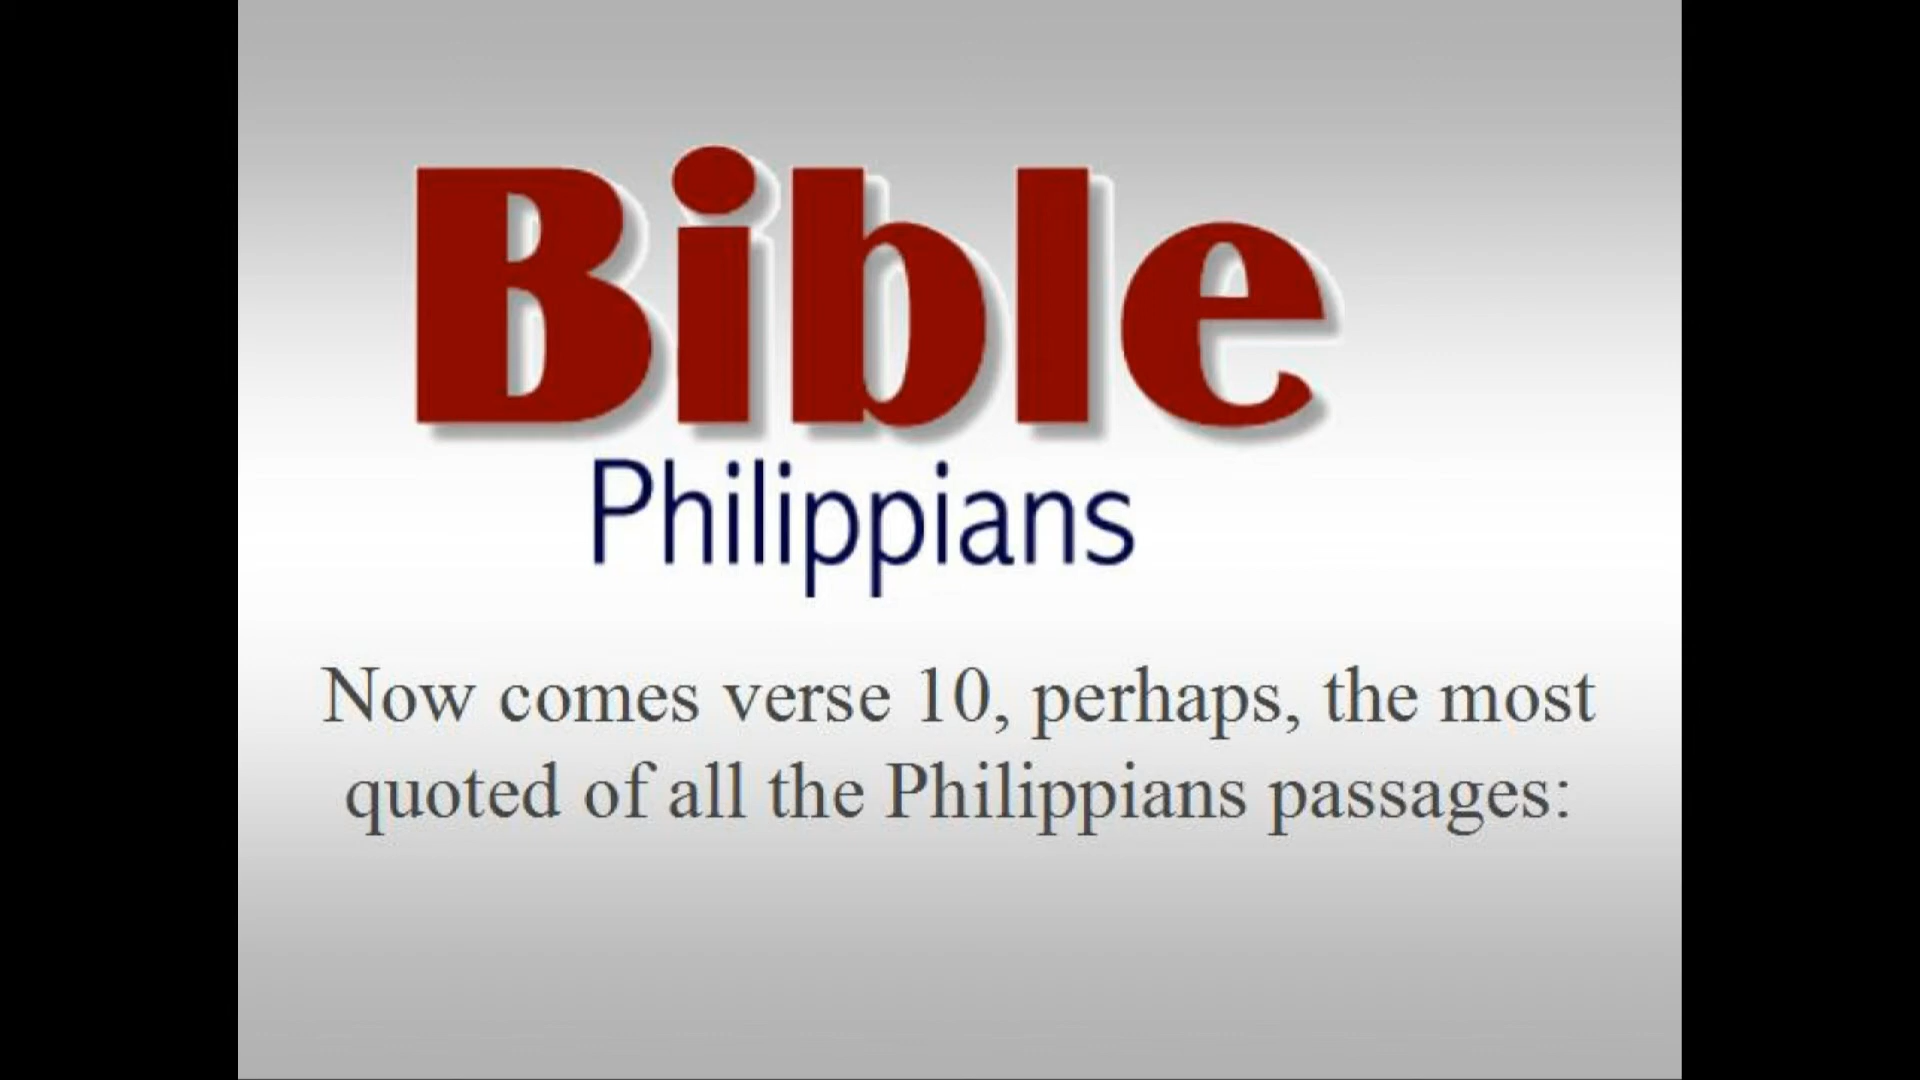 Bible
Philippians
Now comes verse 10, perhaps, the most
quoted of all the Philippians passages: